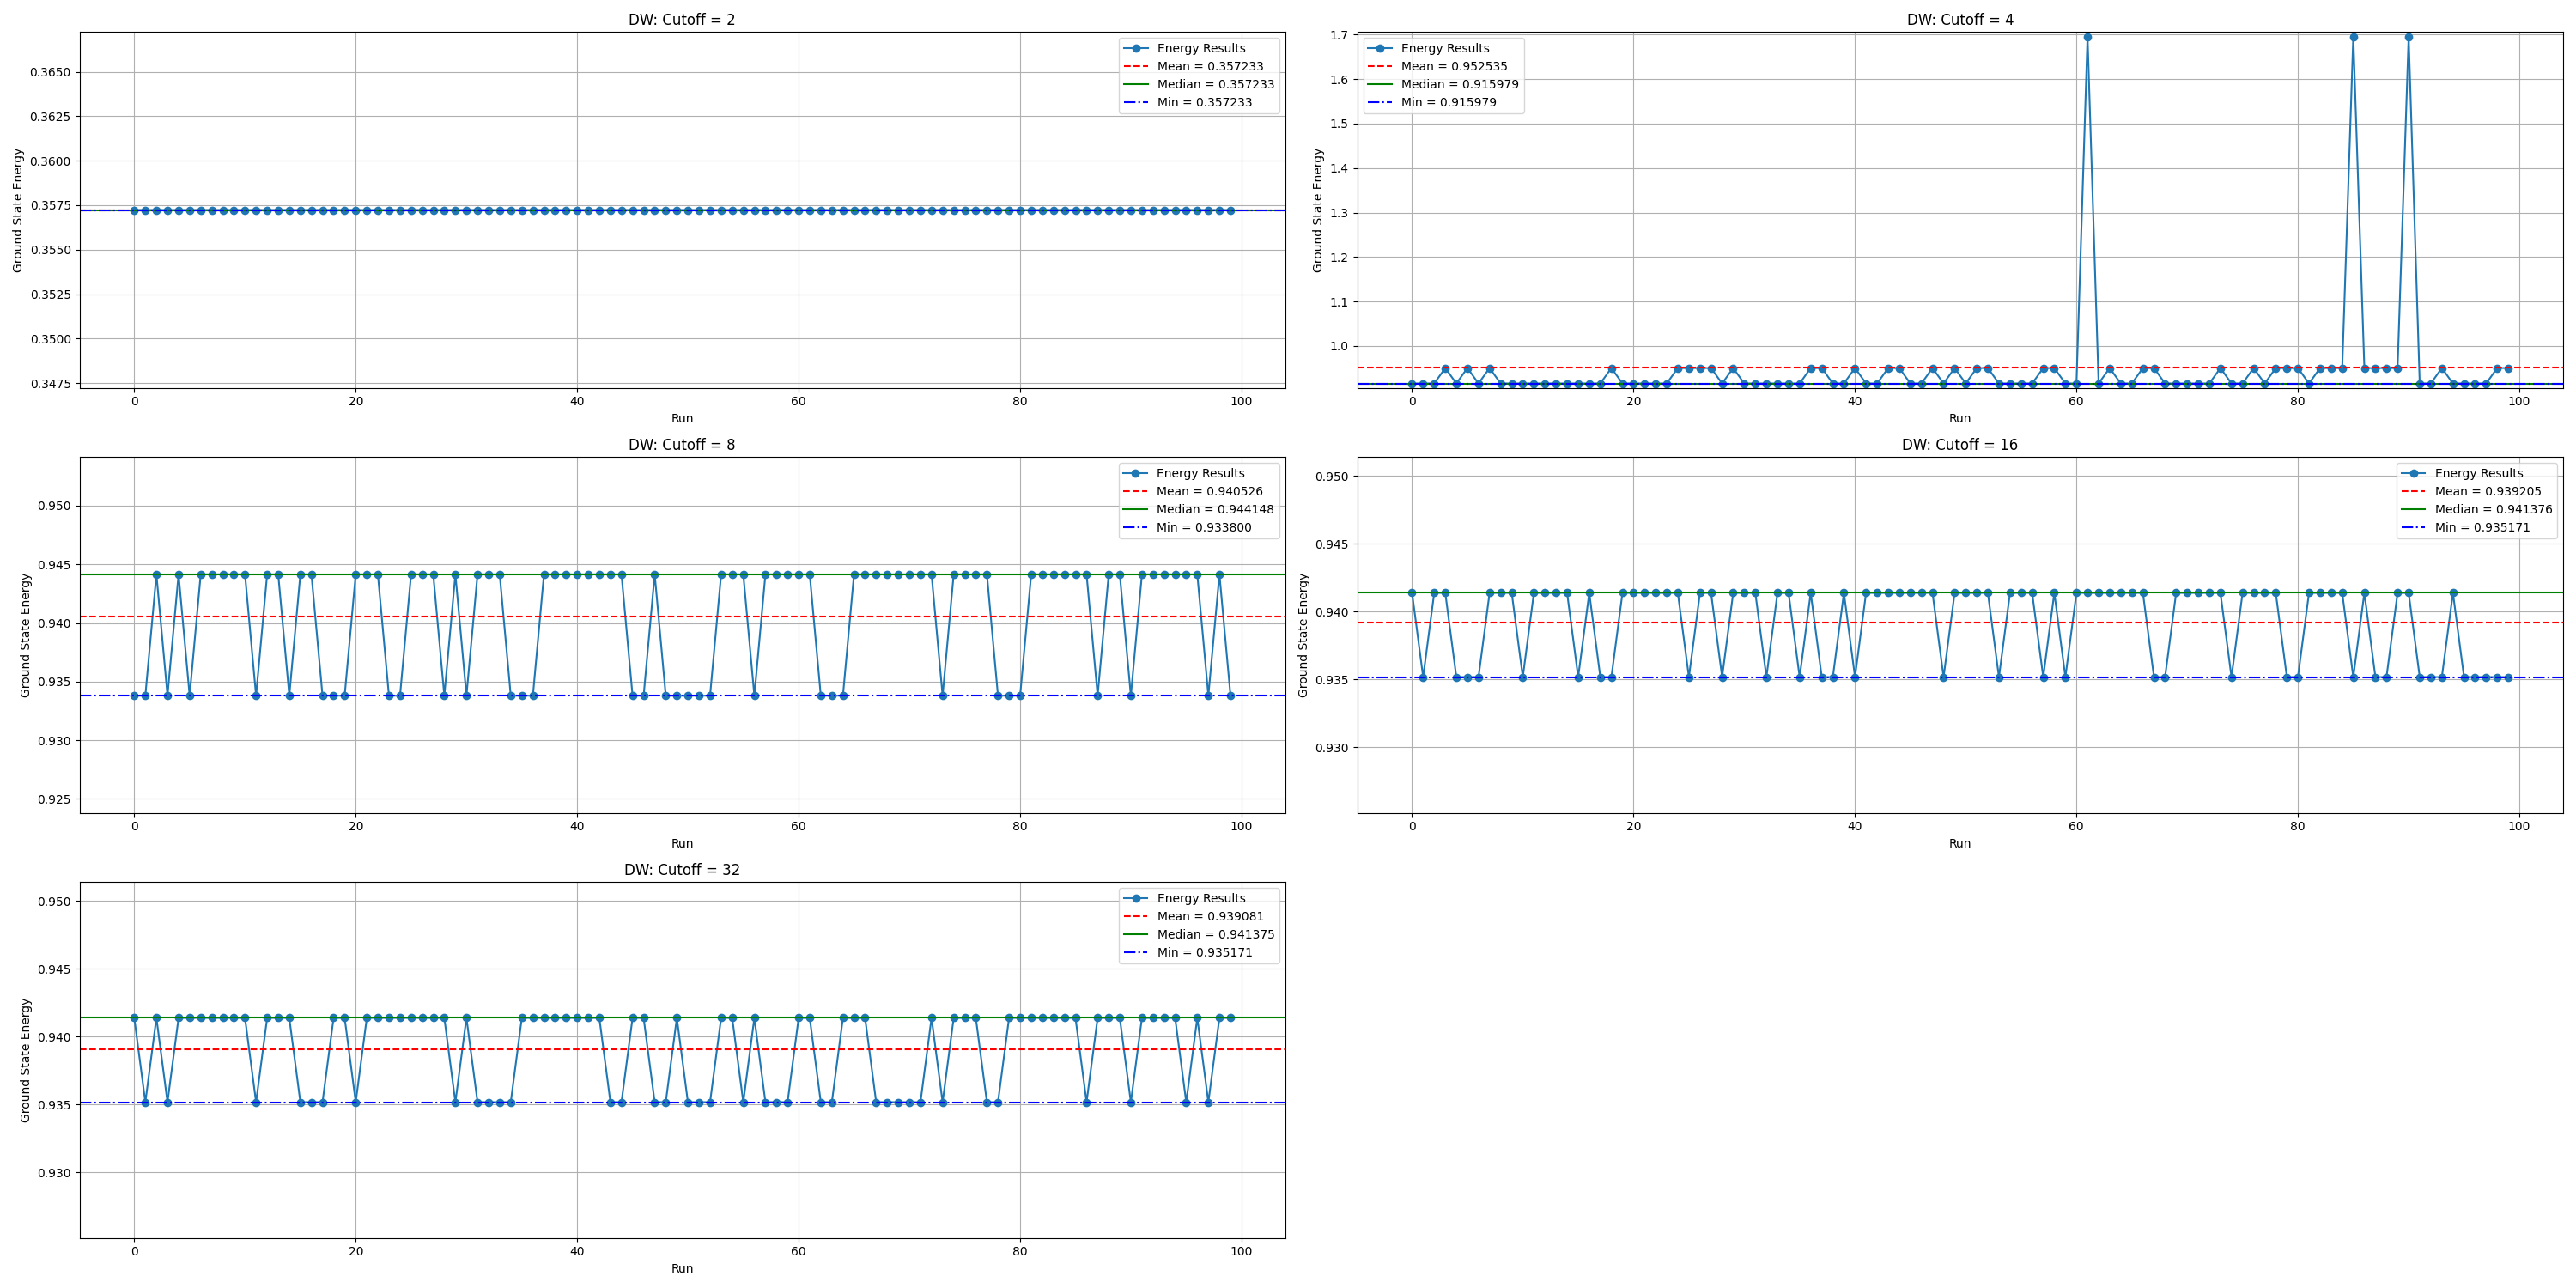 DW: Cutoff = 2
Ground State Energy
0.3650
0.3625
0.3600
0.3575
0.3550
0.3525
0.3500
0.3475
Energy Results
Mean = 0.357233
Median = 0.357233
Min = 0.357233
0 20 40 60 80 100
Run
DW: Cutoff = 4
Ground State Energy
1.7
1.6
1.5
1.4
1.3
1.2
1.1
1.0
Energy Results
Mean = 0.952535
Median = 0.915979
Min = 0.915979
0 20 40 60 80 100
Run
DW: Cutoff = 8
Ground State Energy
0.950
0.945
0.940
0.935
0.930
0.925
Energy Results
Mean = 0.940526
Median = 0.944148
Min = 0.933800
0 20 40 60 80 100
Run
DW: Cutoff = 16
Ground State Energy
0.950
0.945
0.940
0.935
0.930
Energy Results
Mean = 0.939205
Median = 0.941376
Min = 0.935171
0 20 40 60 80 100
Run
DW: Cutoff = 32
Ground State Energy
0.950
0.945
0.940
0.935
0.930
Energy Results
Mean = 0.939081
Median = 0.941375
Min = 0.935171
0 20 40 60 80 100
Run